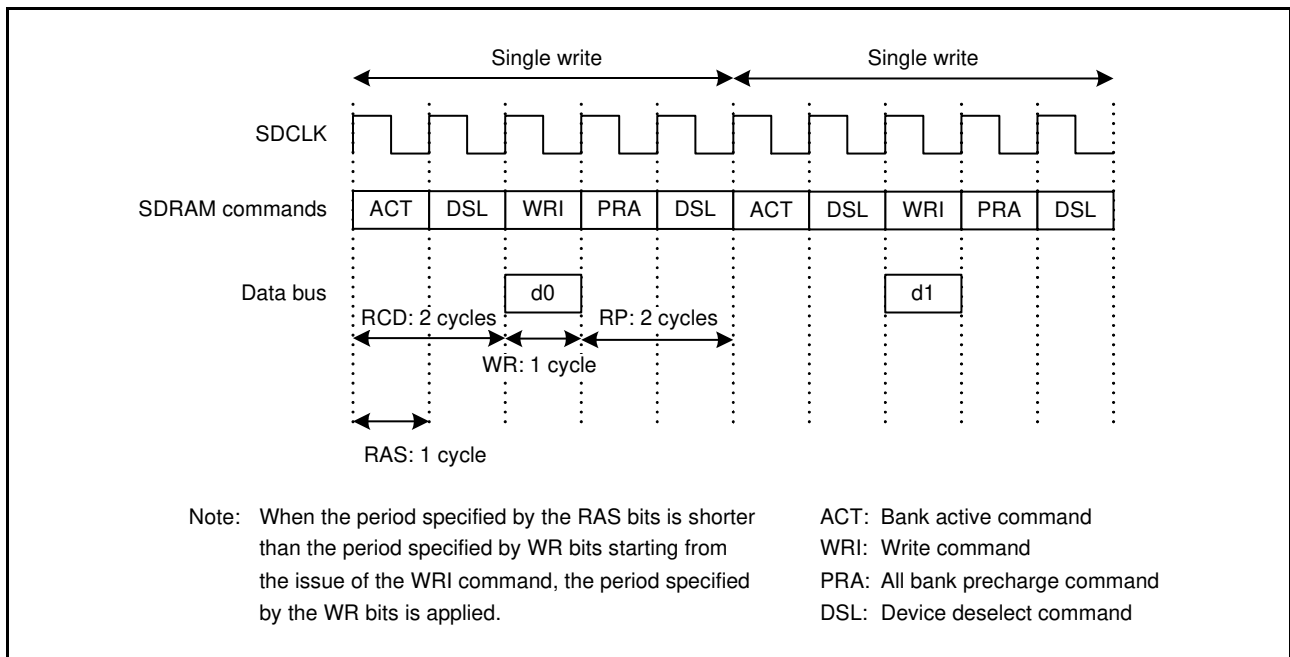 Single write Single write
SDCLK
SDRAM commands ACT DSL WRI PRA DSL ACT DSL WRI PRA DSL
Data bus d0 d1
RCD: 2 cycles RP: 2 cycles
WR: 1 cycle
RAS: 1 cycle
Note: When the period specified by the RAS bits is shorter
than the period specified by WR bits starting from
the issue of the WRI command, the period specified
by the WR bits is applied.
ACT: Bank active command
WRI: Write command
PRA: All bank precharge command
DSL: Device deselect command